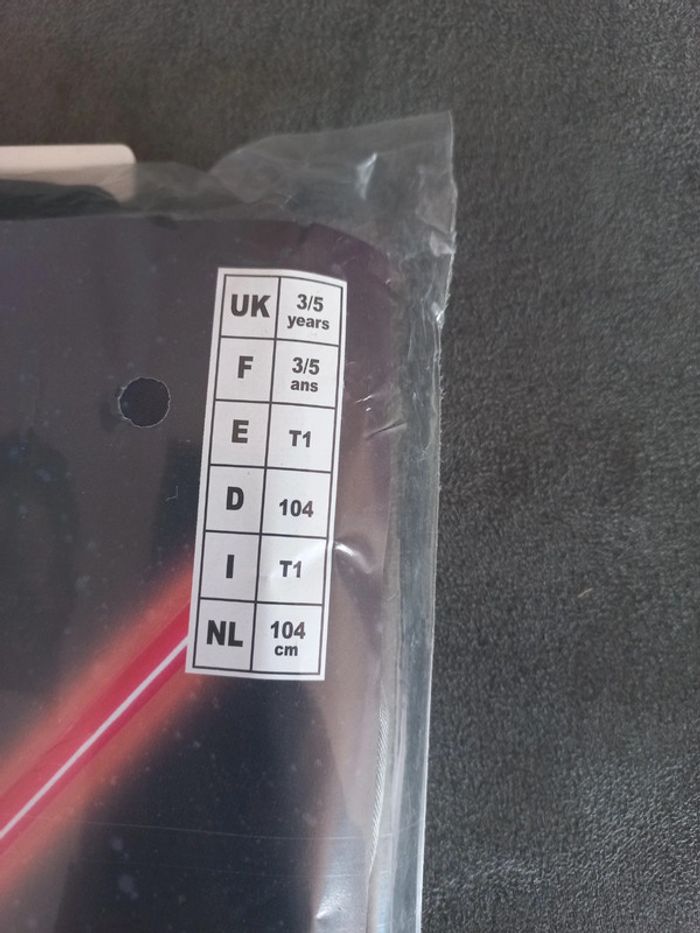 UK 3/5
years
F 3/5
ans
E T1
D 104
I T1
NL 104
cm